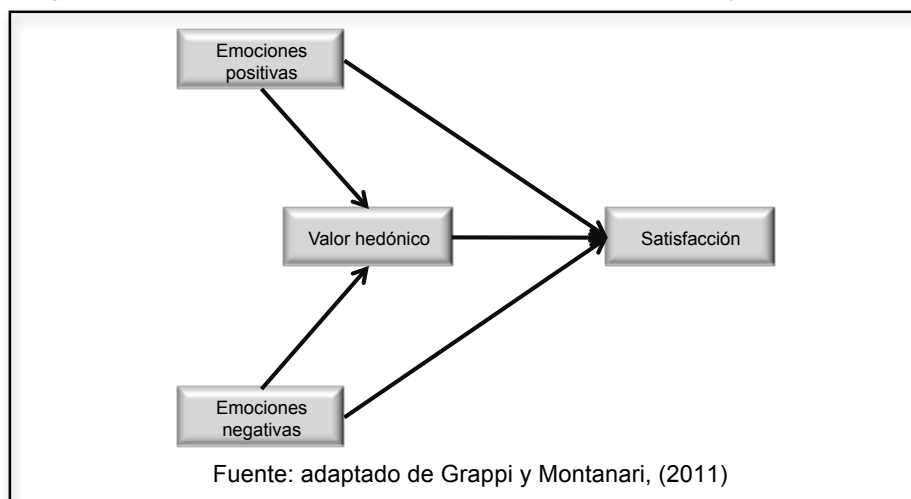 Emociones
positivas
Valor hedónico
Satisfacción
Emociones
negativas
Fuente: adaptado de Grappi y Montanari, (2011)